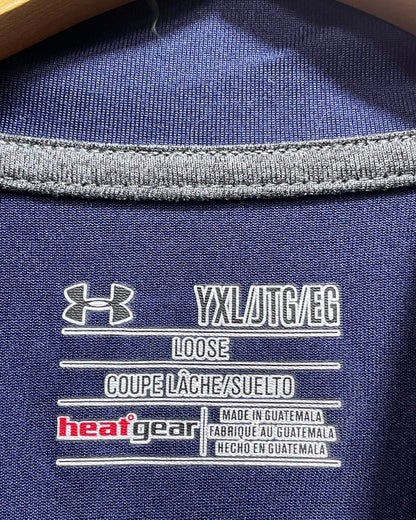 YXL/JTG/EG
LOOSE
COUPE LÂCHE/SUELTO
heatgear
MADE IN GUATEMALA
FABRIQUÉ AU GUATEMALA
HECHO EN GUATEMALA